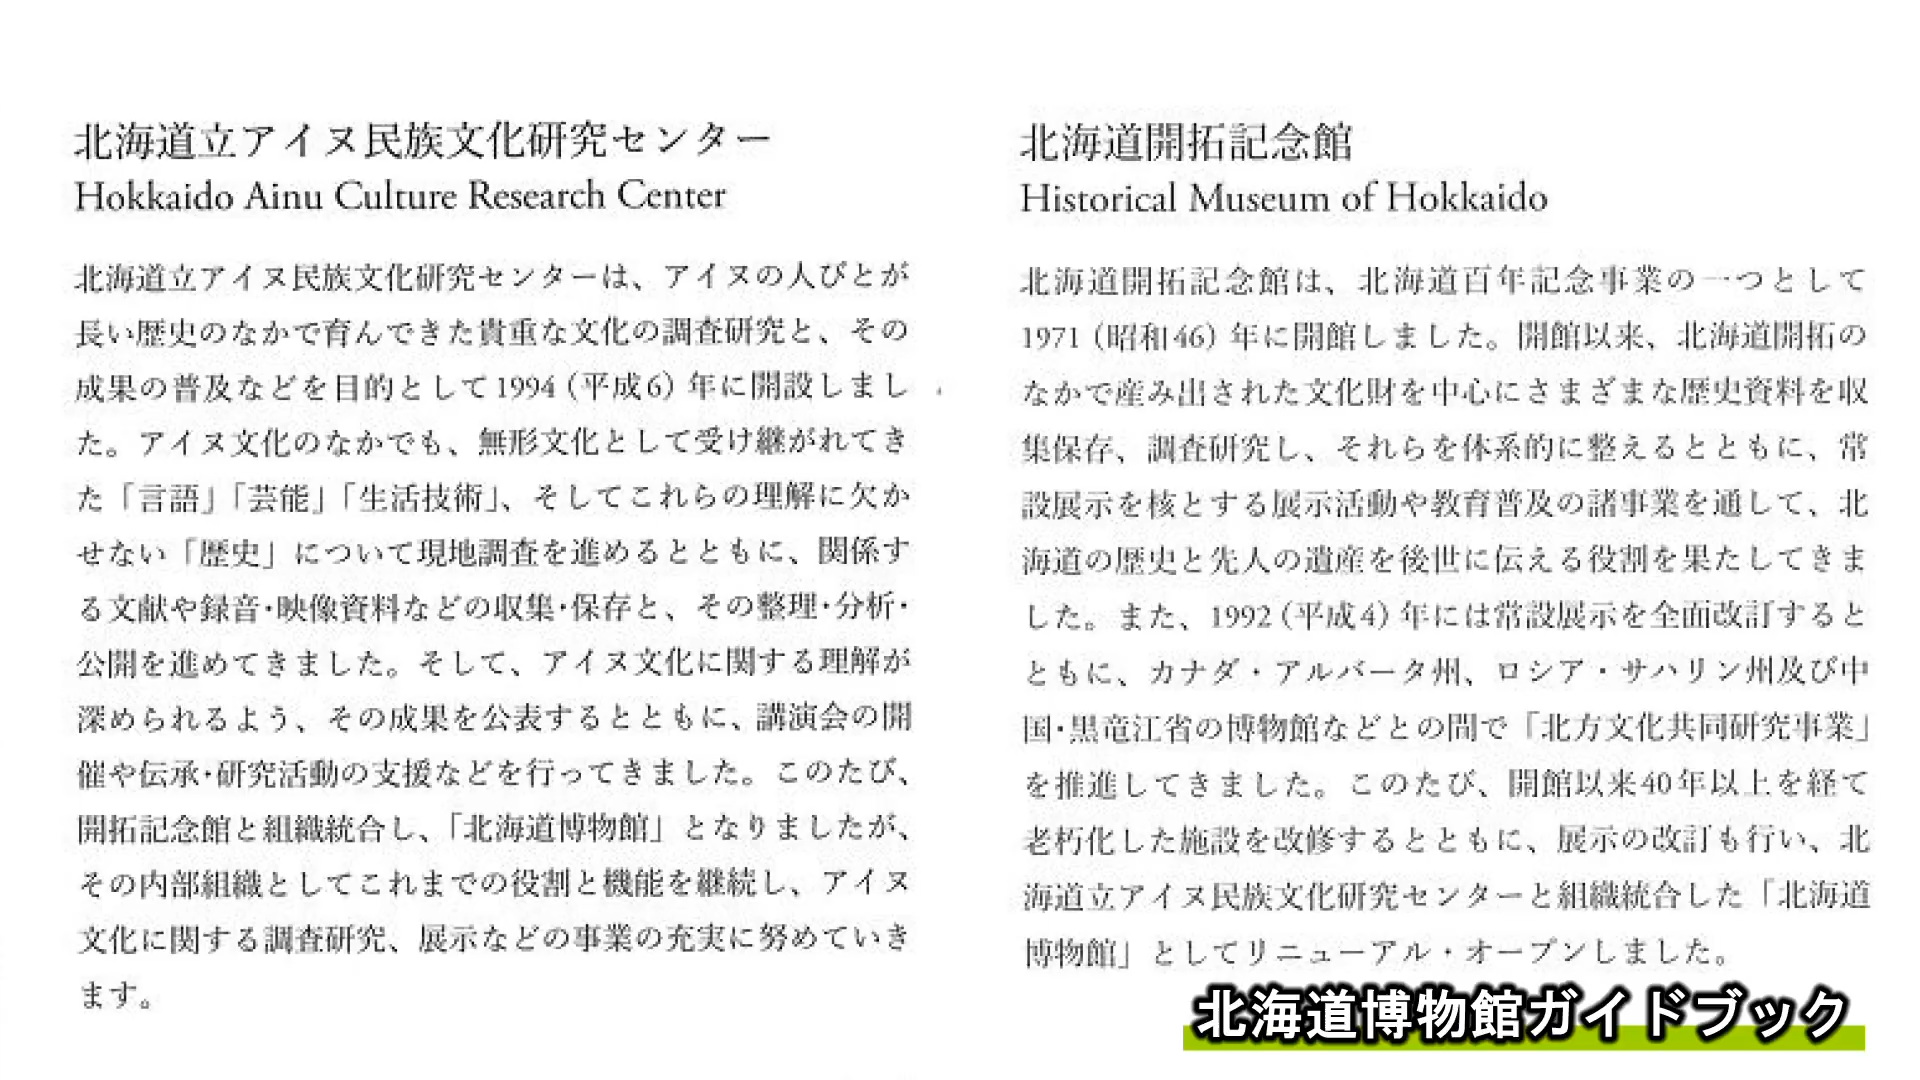 北海道立アイヌ民族文化研究センター
Hokkaido Ainu Culture Research Center
北海道立アイヌ民族文化研究センターは、アイヌの人びとが
長い歴史のなかで育んできた貴重な文化の調査研究と、その
成果の普及などを目的として1994（平成6）年に開設しまし
た。アイヌ文化のなかでも、無形文化として受け継がれてき
た「言語」「芸能」「生活技術」、そしてこれらの理解に欠か
せない「歴史」について現地調査を進めるとともに、関係す
る文献や録音・映像資料などの収集・保存と、その整理・分析・
公開を進めてきました。そして、アイヌ文化に関する理解が
深められるよう、その成果を公表するとともに、講演会の開
催や伝承・研究活動の支援などを行ってきました。このたび、
開拓記念館と組織統合し、「北海道博物館」となりましたが、
その内部組織としてこれまでの役割と機能を継続し、アイヌ
文化に関する調査研究、展示などの事業の充実に努めていき
ます。
北海道開拓記念館
Historical Museum of Hokkaido
北海道開拓記念館は、北海道百年記念事業の一つとして
1971（昭和46）年に開館しました。開館以来、北海道開拓の
なかで産み出された文化財を中心にさまざまな歴史資料を収
集保存、調査研究し、それらを体系的に整えるとともに、常
設展示を核とする展示活動や教育普及の諸事業を通して、北
海道の歴史と先人の遺産を後世に伝える役割を果たしてきま
した。また、1992（平成4）年には常設展示を全面改訂すると
ともに、カナダ・アルバータ州、ロシア・サハリン州及び中
国・黒竜江省の博物館などとの間で「北方文化共同研究事業」
を推進してきました。このたび、開館以来40年以上を経て
老朽化した施設を改修するとともに、展示の改訂も行い、北
海道立アイヌ民族文化研究センターと組織統合した「北海道
博物館」としてリニューアル・オープンしました。
北海道博物館ガイドブック